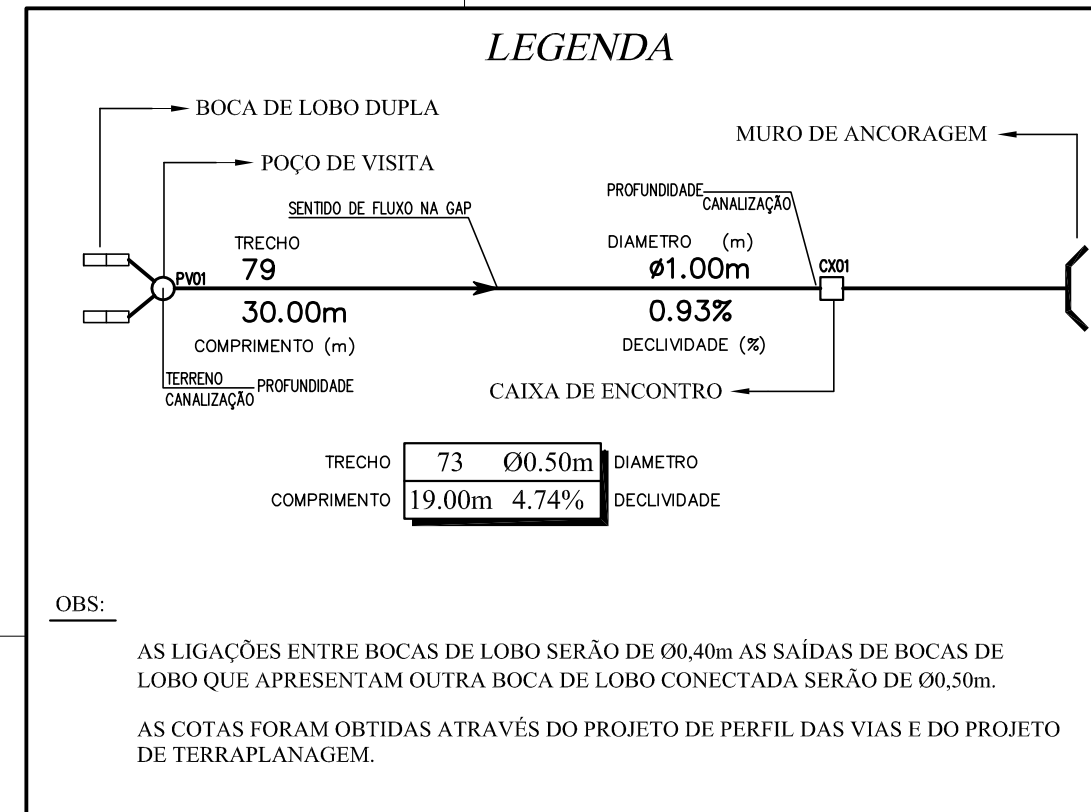 LEGENDA
BOCA DE LOBO DUPLA
MURO DE ANCORAGEM
POÇO DE VISITA
PROFUNDIDADE
CANALIZAÇÃO
SENTIDO DE FLUXO NA GAP
TRECHO
DIAMETRO (m)
79
Ø1.00m
PV01
CX01
30.00m
0.93%
COMPRIMENTO (m)
DECLIVIDADE (%)
TERRENO
CANALIZAÇÃO
PROFUNDIDADE
CAIXA DE ENCONTRO
TRECHO 73 Ø0.50m DIAMETRO
COMPRIMENTO 19.00m 4.74% DECLIVIDADE
OBS:
AS LIGAÇÕES ENTRE BOCAS DE LOBO SERÃO DE Ø0,40m AS SAÍDAS DE BOCAS DE
LOBO QUE APRESENTAM OUTRA BOCA DE LOBO CONECTADA SERÃO DE Ø0,50m.
AS COTAS FORAM OBTIDAS ATRAVÉS DO PROJETO DE PERFIL DAS VIAS E DO PROJETO
DE TERRAPLANAGEM.